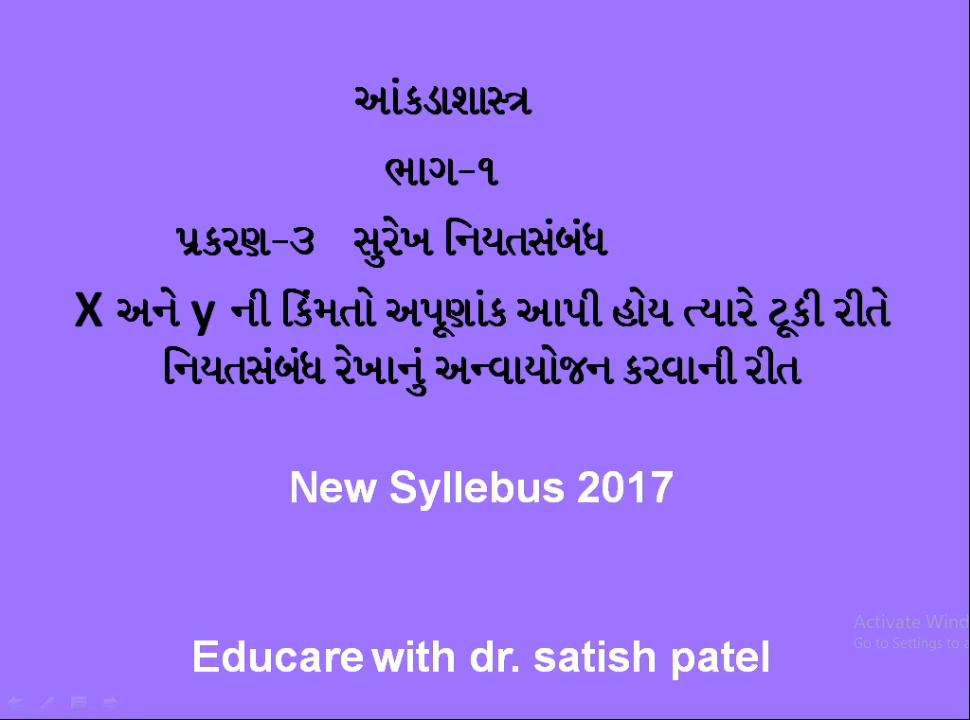 આંકડાશાસ્ત્ર
ભાગ-૧
પ્રકરણ-૩ સુરેખ નિયતસંબંધ
X અને y ની કિંમતો અપૂણાંક આપી હોય ત્યારે ટૂકી રીતે
નિયતસંબંધ રેખાનું અન્વાયોજન કરવાની રીત
New Syllebus 2017
Activate Wind
Go to Settings to a
Educare with dr. satish patel